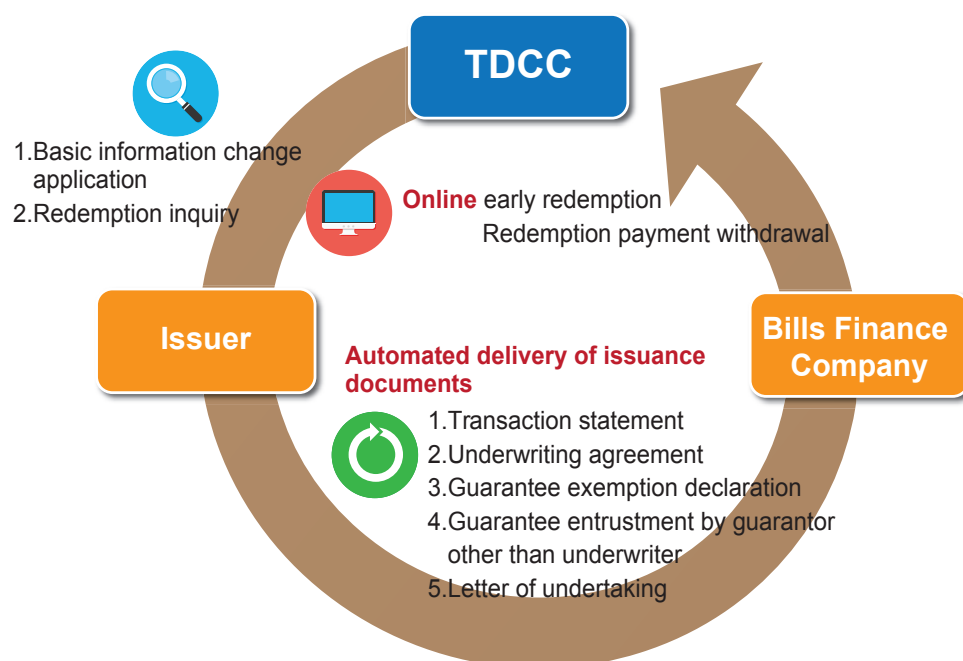 TDCC
1.Basic information change
application
2.Redemption inquiry
Online early redemption
Redemption payment withdrawal
Issuer
Bills Finance
Company
Automated delivery of issuance
documents
1.Transaction statement
2.Underwriting agreement
3.Guarantee exemption declaration
4.Guarantee entrustment by guarantor
other than underwriter
5.Letter of undertaking